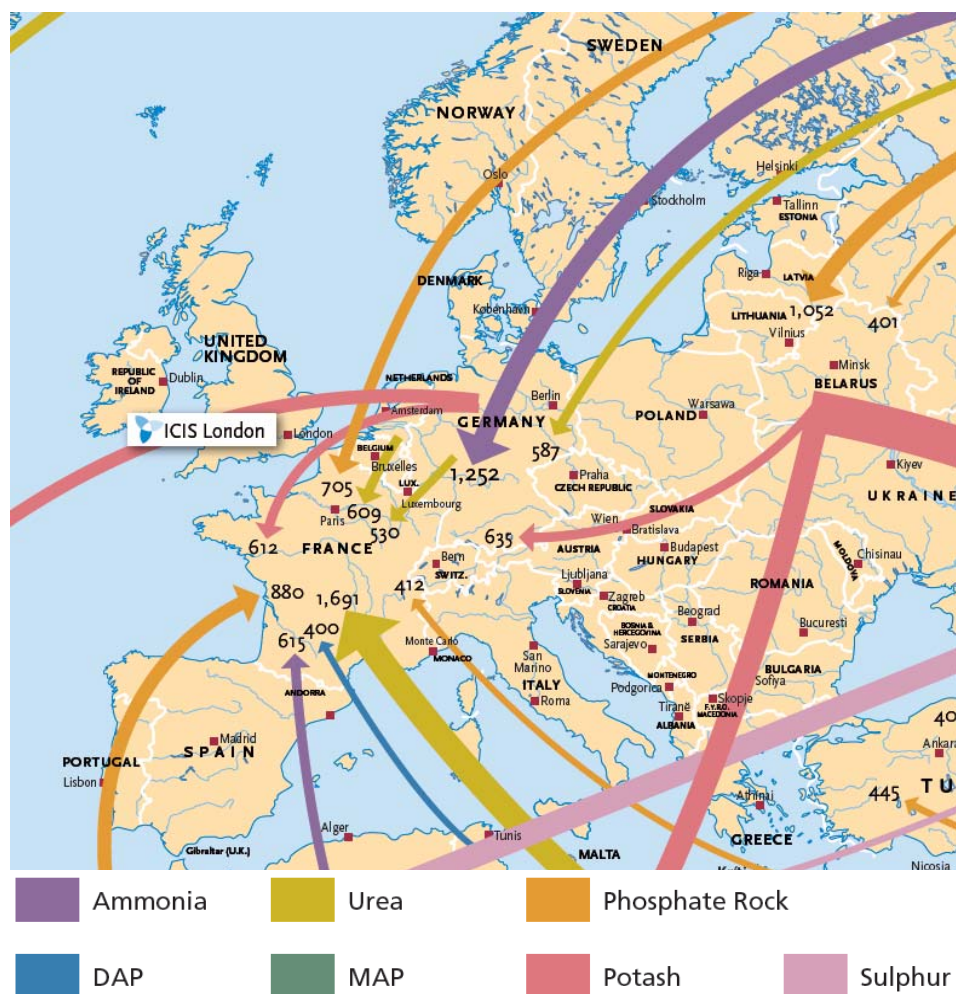 SWEDEN
NORWAY
Helsinki
Oslo
Tallinn
Stockholm
ESTONIA
Riga
LATVIA
DENMARK
København
LITHUANIA
1,052
401
Vilnius
UNITED
KINGDOM
REPUBLIC
OF
IRELAND
Dublin
Minsk
BELARUS
NETHERLANDS
Amsterdam
Berlin
Warsawa
POLAND
GERMANY
ICIS London
London
BELGIUM
Bruxelles
587
Kiyev
1,252
Praha
CZECH REPUBLIC
LUX.
Luxembourg
705
Paris
609
530
UKRAINE
SLOVAKIA
Wien
Bratislava
612
FRANCE
635
AUSTRIA
HUNGARY
Budapest
MOLDOVA
Chisinau
Bern
SWITZ.
412
Ljubljana
SLOVENIA
Zagreb
CROATIA
ROMANIA
880
1,691
400
615
Beograd
BOSNIA &
HERCEGOVINA
Sarajevo
SERBIA
Bucuresti
Monte Carlo
MONACO
San
Marino
ITALY
Roma
MONTENEGRO
Podgorica
BULGARIA
Sofiya
ANDORRA
Skopje
F.Y.R.O.
MACEDONIA
Tiranë
ALBANIA
Madrid
SPAIN
PORTUGAL
Lisbon
40
Ankara
TU
445
Athinai
GREECE
Alger
Tunis
Gibraltar (U.K.)
MALTA
Nicosia
Ammonia
Urea
Phosphate Rock
DAP
MAP
Potash
Sulphur